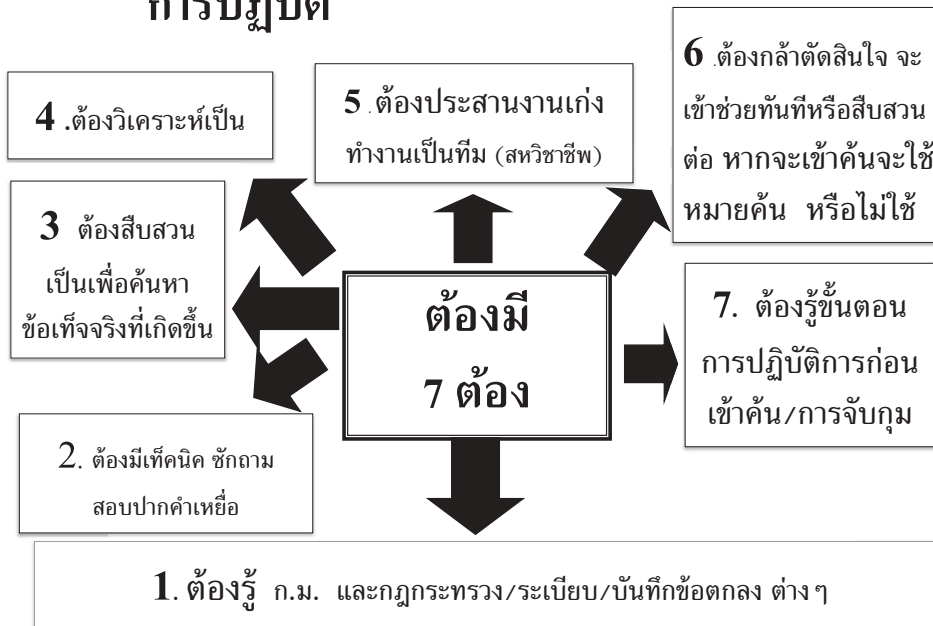 การปฏิบัติ
4 .ต้องวิเคราะห์เป็น
5 .ต้องประสานงานเก่ง
ทำงานเป็นทีม (สหวิชาชีพ)
6 .ต้องกล้าตัดสินใจ จะ
เข้าช่วยทันทีหรือสืบสวน
ต่อ หากจะเข้าค้นจะใช้
หมายค้น หรือไม่ใช้
3 ต้องสืบสวน
เป็นเพื่อค้นหา
ข้อเท็จจริงที่เกิดขึ้น
ต้องมี
7 ต้อง
7. ต้องรู้ขั้นตอน
การปฏิบัติการก่อน
เข้าค้น/การจับกุม
2. ต้องมีเท็คนิค ซักถาม
สอบปากคำเหยื่อ
1. ต้องรู้ ก.ม. และกฎกระทรวง/ระเบียบ/บันทึกข้อตกลง ต่างๆ